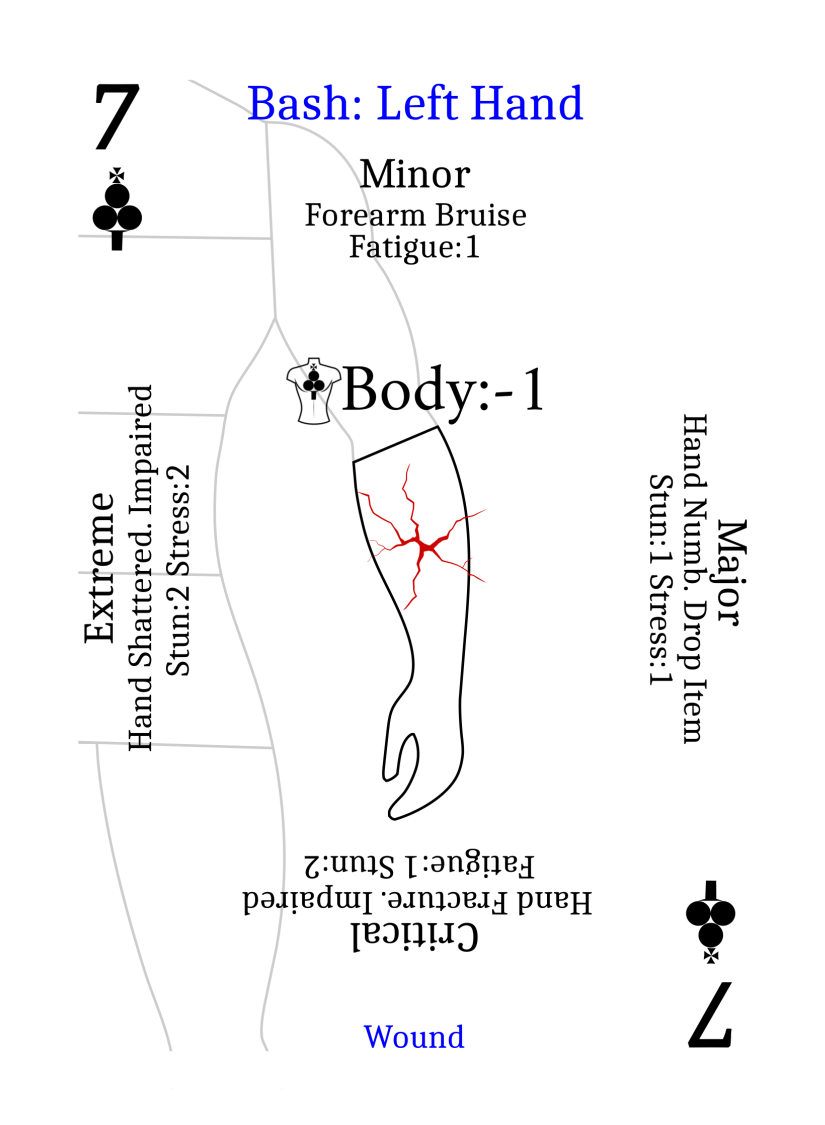 7
Bash: Left Hand
Minor
Forearm Bruise
Fatigue:1
Body:-1
Major
Hand Numb. Drop Item
Stun:1 Stress:1
Extreme
Hand Shattered. Impaired
Stun:2 Stress:2
Critical
Hand Fracture. Impaired
Fatigue:1 Stun:2
Wound
7